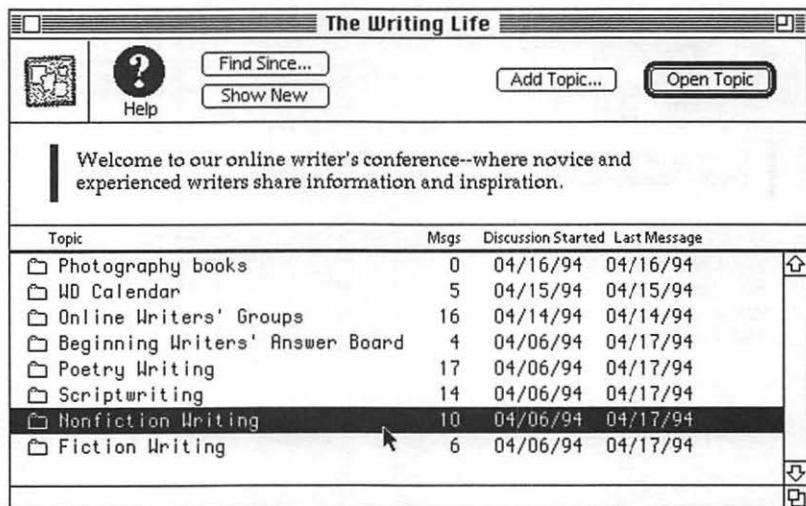 The Writing Life
Find Since...
Show New
Help
Add Topic...
Open Topic
Welcome to our online writer's conference--where novice and
experienced writers share information and inspiration.
Topic Msgs Discussion Started Last Message
Photography books 0 04/16/94 04/16/94
WD Calendar 5 04/15/94 04/15/94
Online Writers' Groups 16 04/14/94 04/14/94
Beginning Writers' Answer Board 4 04/06/94 04/17/94
Poetry Writing 17 04/06/94 04/17/94
Scriptwriting 14 04/06/94 04/17/94
Nonfiction Writing 10 04/06/94 04/17/94
Fiction Writing 6 04/06/94 04/17/94